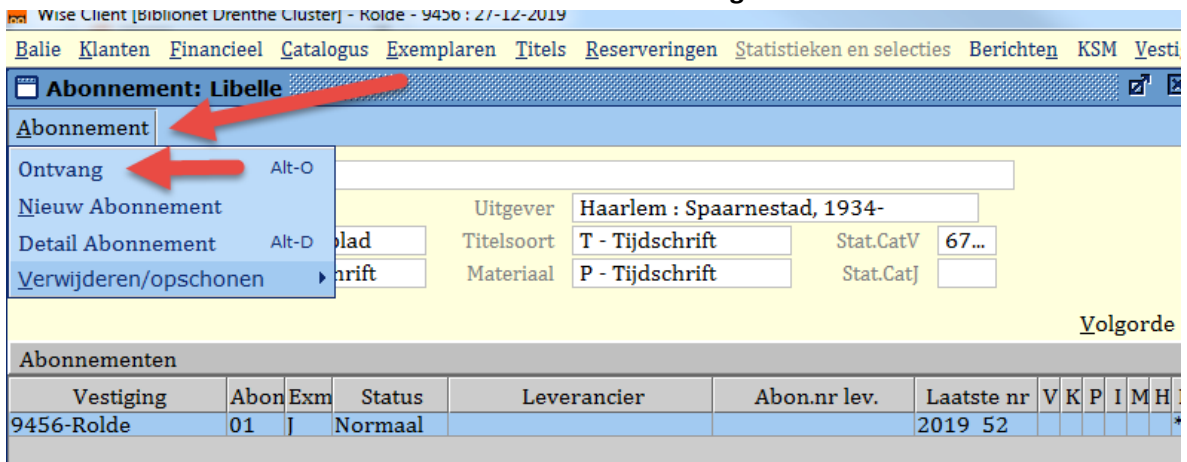 Wise Client [Biblionet Drenthe Cluster] - Rolde - 9456 : 27-12-2019
Balie Klanten Financieel Catalogus Exemplaren Titels Reserveringen Statistieken en selecties Berichten KSM Vesti
Abonnement: Libelle
Abonnement
Ontvang Alt-O
Nieuw Abonnement Uitgever Haarlem : Spaarnestad, 1934-
Detail Abonnement Alt-D blad Titelsoort T - Tijdschrift Stat.CatV 67...
Verwijderen/opschonen hrift Materiaal P - Tijdschrift Stat.CatJ
Volgorde
Abonnementen
Vestiging Abon Exm Status Leverancier Abon.nr lev. Laatste nr V K P I M H
9456-Rolde 01 J Normaal 2019 52 *